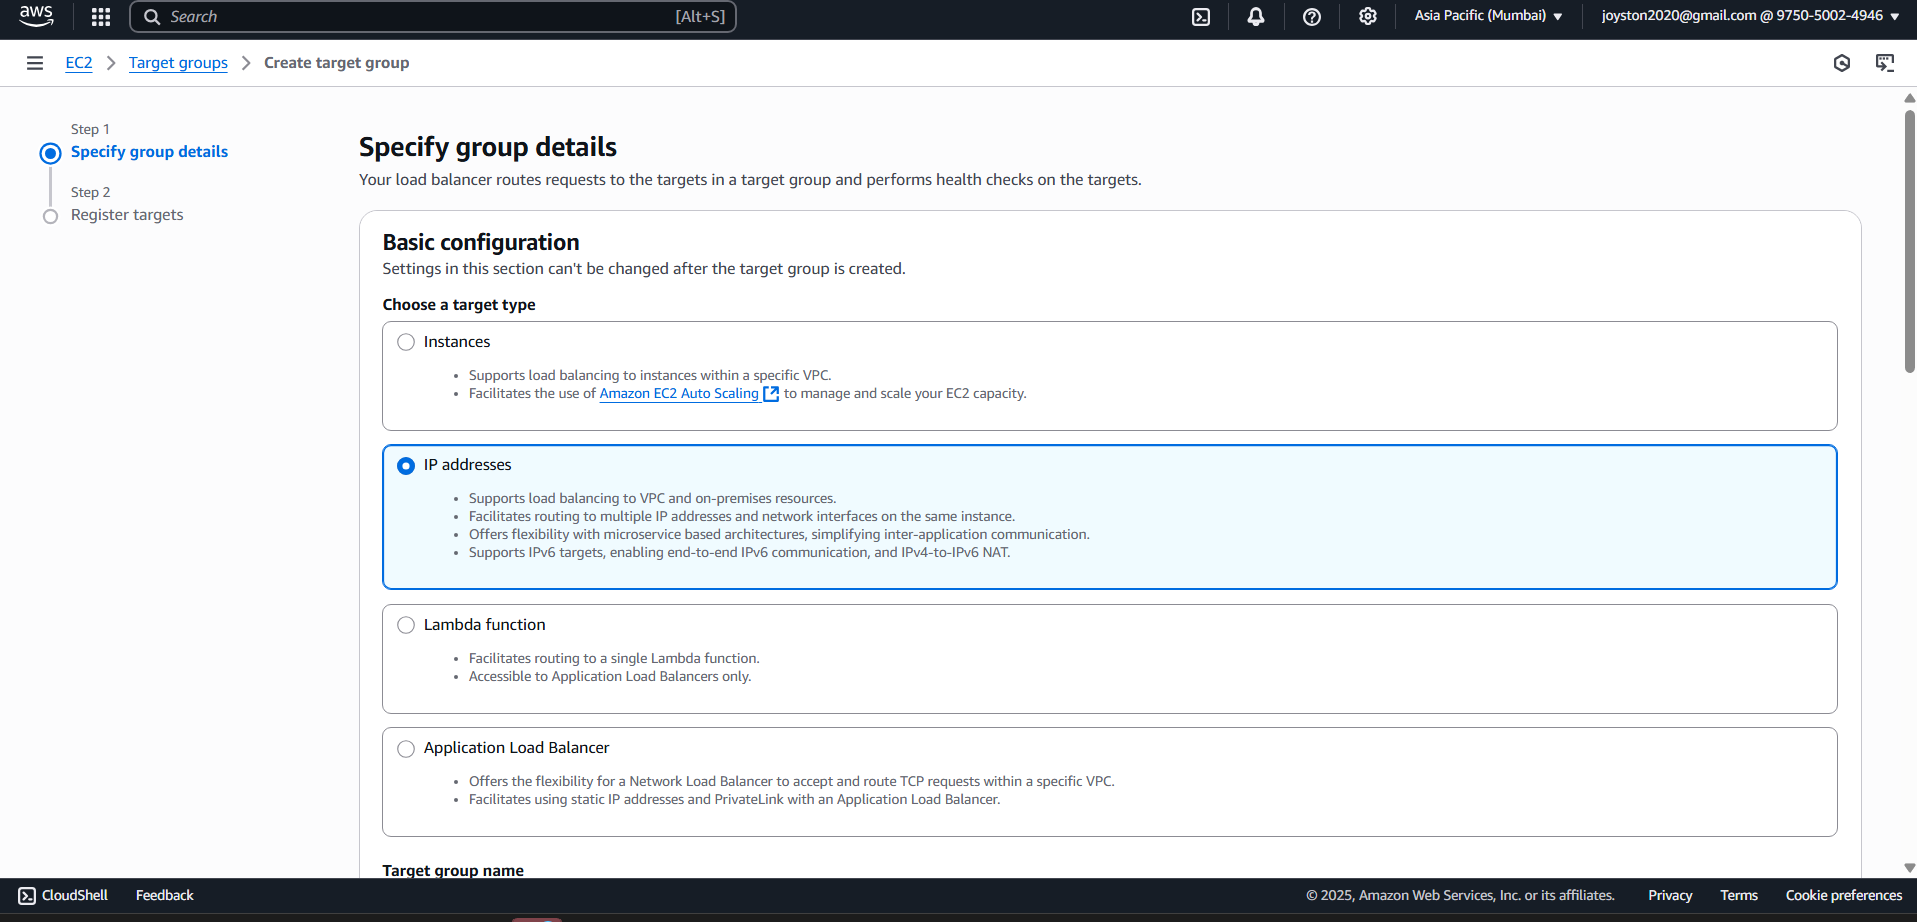 aws
Search
[Alt+S]
Asia Pacific (Mumbai)
joyston2020@gmail.com @ 9750-5002-4946
EC2
Target groups
Create target group
Step 1
Specify group details
Step 2
Register targets
Specify group details
Your load balancer routes requests to the targets in a target group and performs health checks on the targets.
Basic configuration
Settings in this section can't be changed after the target group is created.
Choose a target type
Instances
Supports load balancing to instances within a specific VPC.
Facilitates the use of Amazon EC2 Auto Scaling to manage and scale your EC2 capacity.
IP addresses
Supports load balancing to VPC and on-premises resources.
Facilitates routing to multiple IP addresses and network interfaces on the same instance.
Offers flexibility with microservice based architectures, simplifying inter-application communication.
Supports IPv6 targets, enabling end-to-end IPv6 communication, and IPv4-to-IPv6 NAT.
Lambda function
Facilitates routing to a single Lambda function.
Accessible to Application Load Balancers only.
Application Load Balancer
Offers the flexibility for a Network Load Balancer to accept and route TCP requests within a specific VPC.
Facilitates using static IP addresses and PrivateLink with an Application Load Balancer.
Target group name
CloudShell
Feedback
© 2025, Amazon Web Services, Inc. or its affiliates.
Privacy
Terms
Cookie preferences